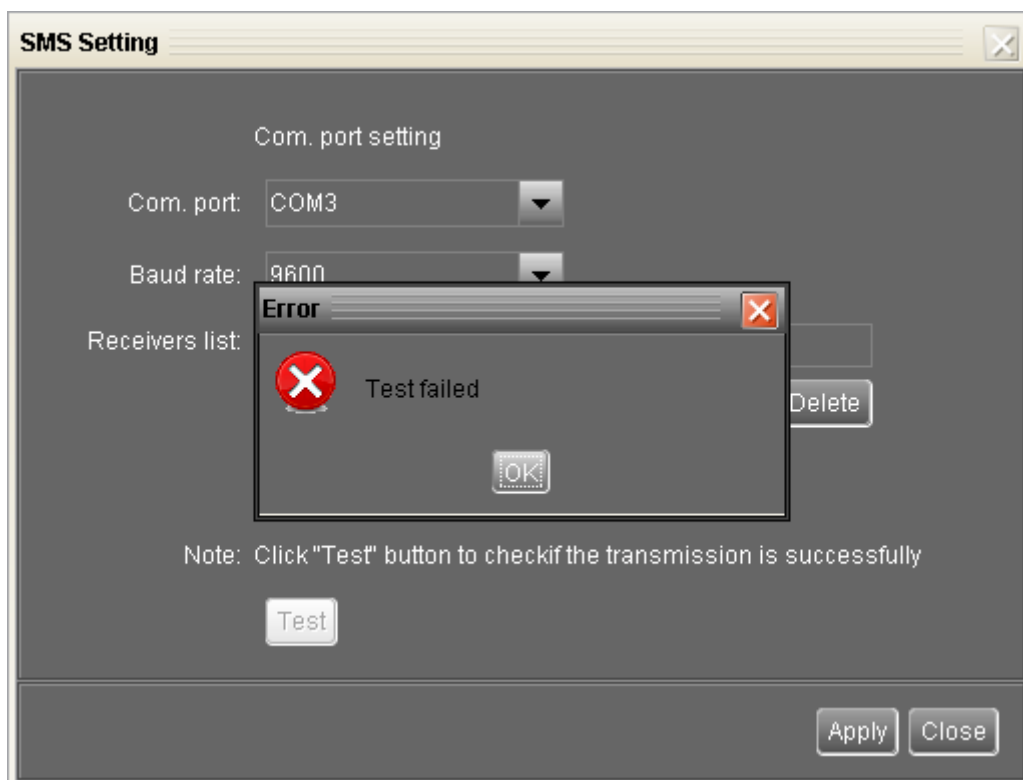 SMS Setting
Com. port setting
Com. port: COM3
Baud rate: 9600
Error
Receivers list:
Test failed
Delete
OK
Note: Click "Test" button to checkif the transmission is successfully
Test
Apply Close